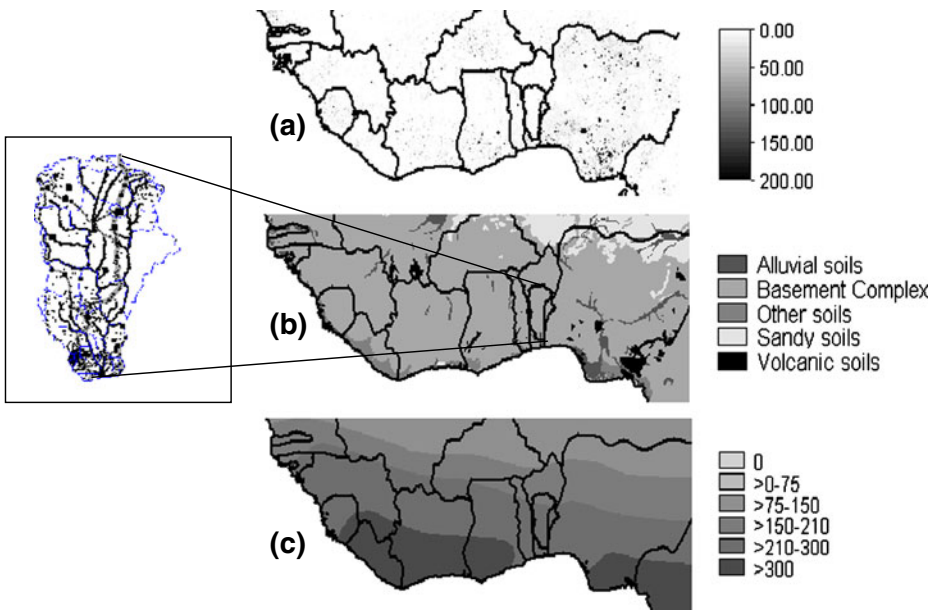 (a)
0.00
50.00
100.00
150.00
200.00
(b)
Alluvial soils
Basement Complex
Other soils
Sandy soils
Volcanic soils
(c)
0
>0-75
>75-150
>150-210
>210-300
>300